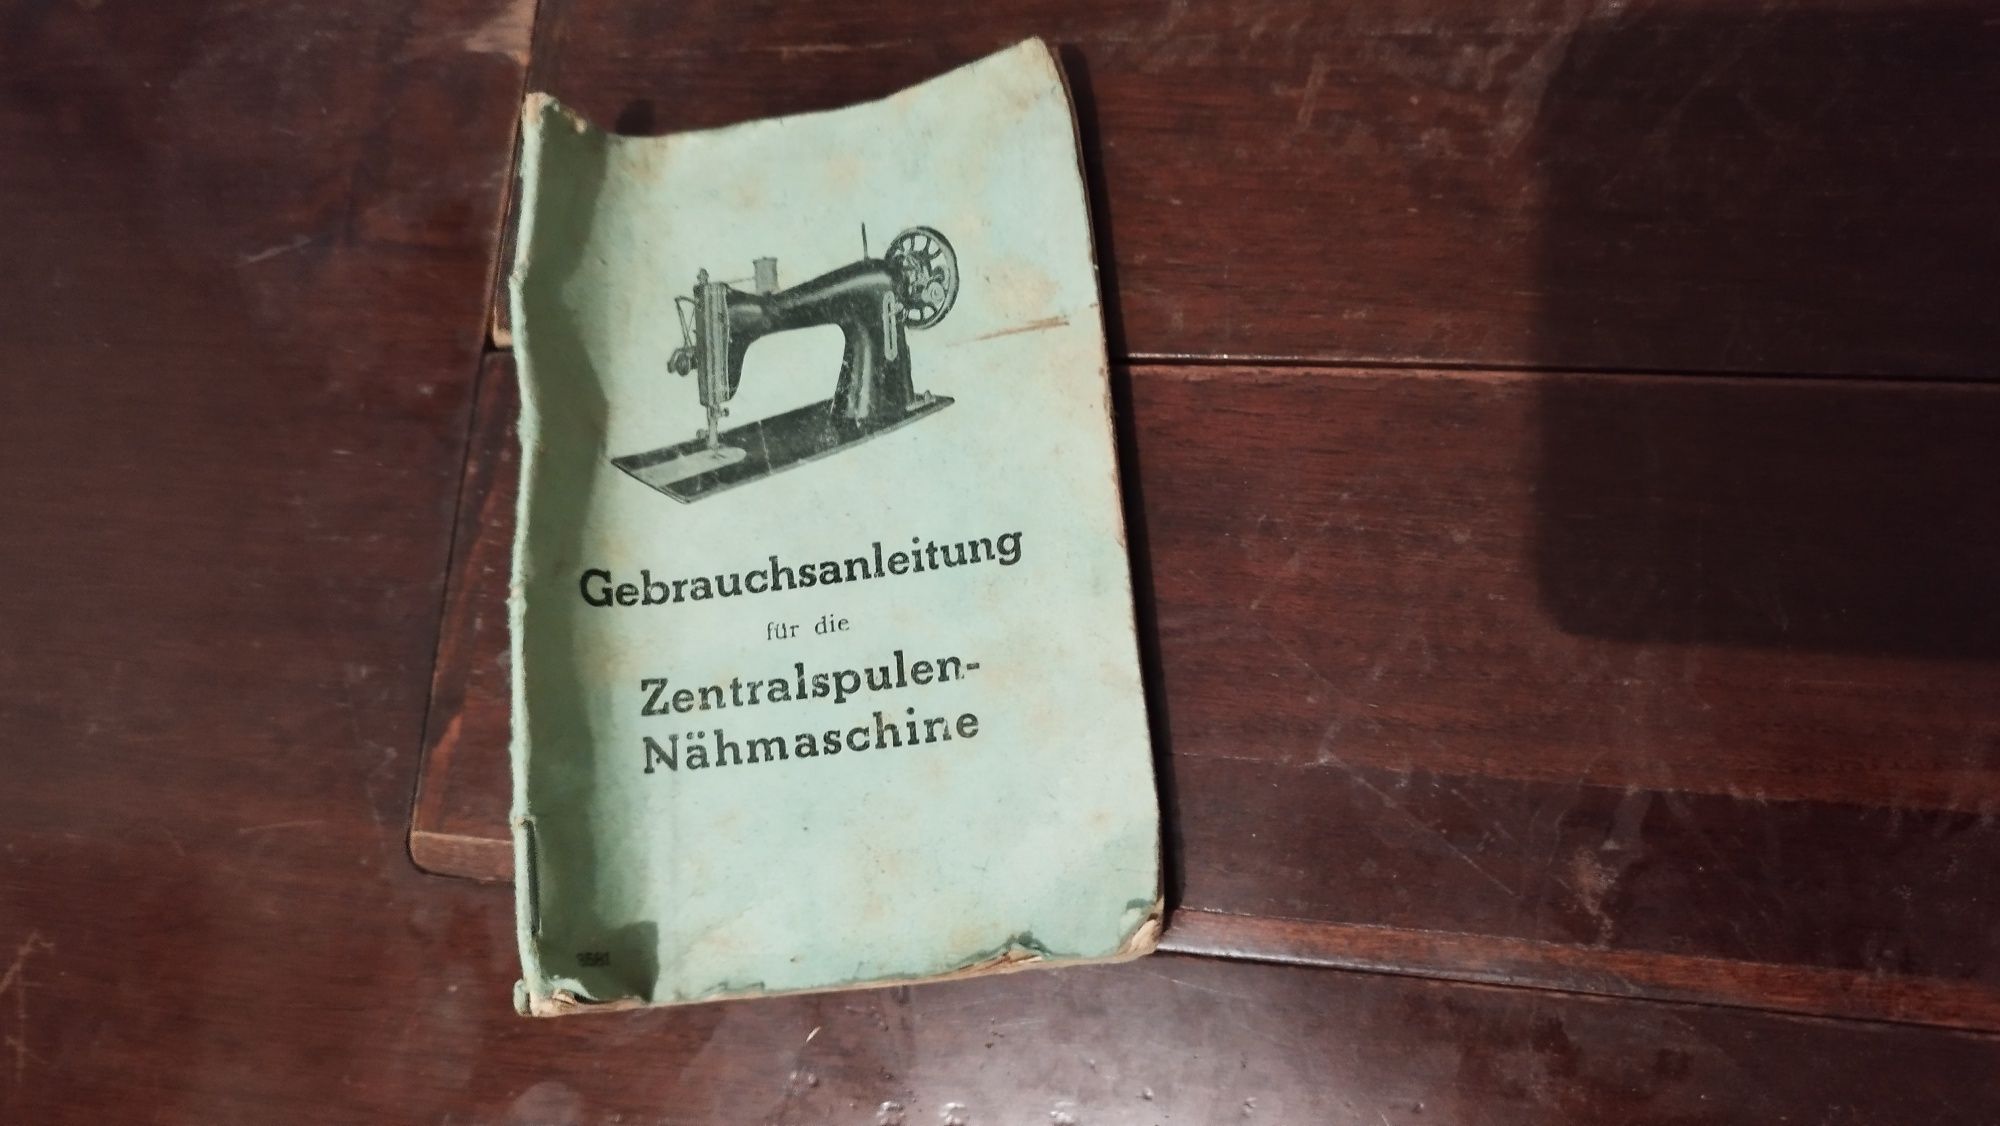 Gebrauchsanleitung
für die
Zentralspulen-
Nähmaschine